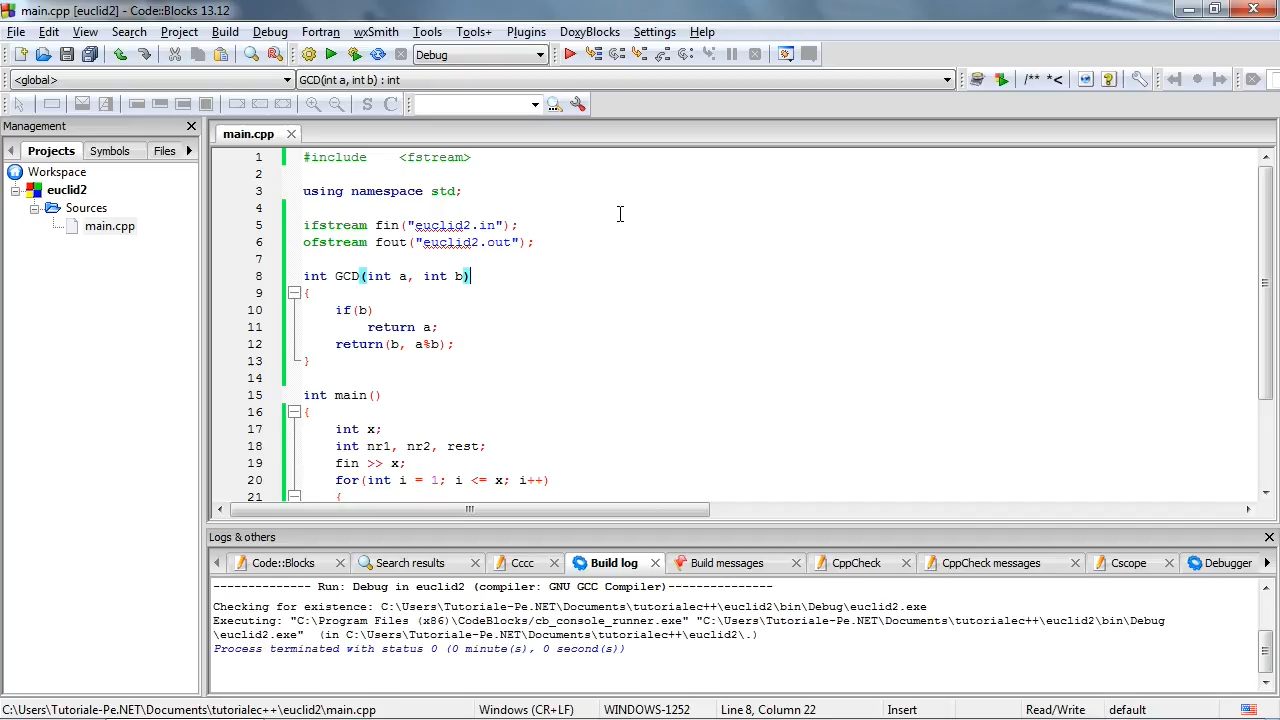 main.cpp [euclid2] - Code::Blocks 13.12
File Edit View Search Project Build Debug Fortran wxSmith Tools Tools+ Plugins DoxyBlocks Settings Help
Debug
<global> GCD(int a, int b) : int /** *<
S C
Management
Projects Symbols Files
Workspace
euclid2
Sources
main.cpp
main.cpp
1 #include    <fstream>
2
3 using namespace std;
4
5 ifstream fin("euclid2.in");
6 ofstream fout("euclid2.out");
7
8 int GCD(int a, int b)
9 {
10     if(b)
11         return a;
12     return(b, a%b);
13 }
14
15 int main()
16 {
17     int x;
18     int nr1, nr2, rest;
19     fin >> x;
20     for(int i = 1; i <= x; i++)
21     {
Logs & others
Code::Blocks Search results Cccc Build log Build messages CppCheck CppCheck messages Cscope Debugger
-------------- Run: Debug in euclid2 (compiler: GNU GCC Compiler)---------------
Checking for existence: C:\Users\Tutoriale-Pe.NET\Documents\tutorialec++\euclid2\bin\Debug\euclid2.exe
Executing: "C:\Program Files (x86)\CodeBlocks/cb_console_runner.exe" "C:\Users\Tutoriale-Pe.NET\Documents\tutorialec++\euclid2\bin\Debug
\euclid2.exe"  (in C:\Users\Tutoriale-Pe.NET\Documents\tutorialec++\euclid2\.)
Process terminated with status 0 (0 minute(s), 0 second(s))
C:\Users\Tutoriale-Pe.NET\Documents\tutorialec++\euclid2\main.cpp Windows (CR+LF) WINDOWS-1252 Line 8, Column 22 Insert Read/Write default